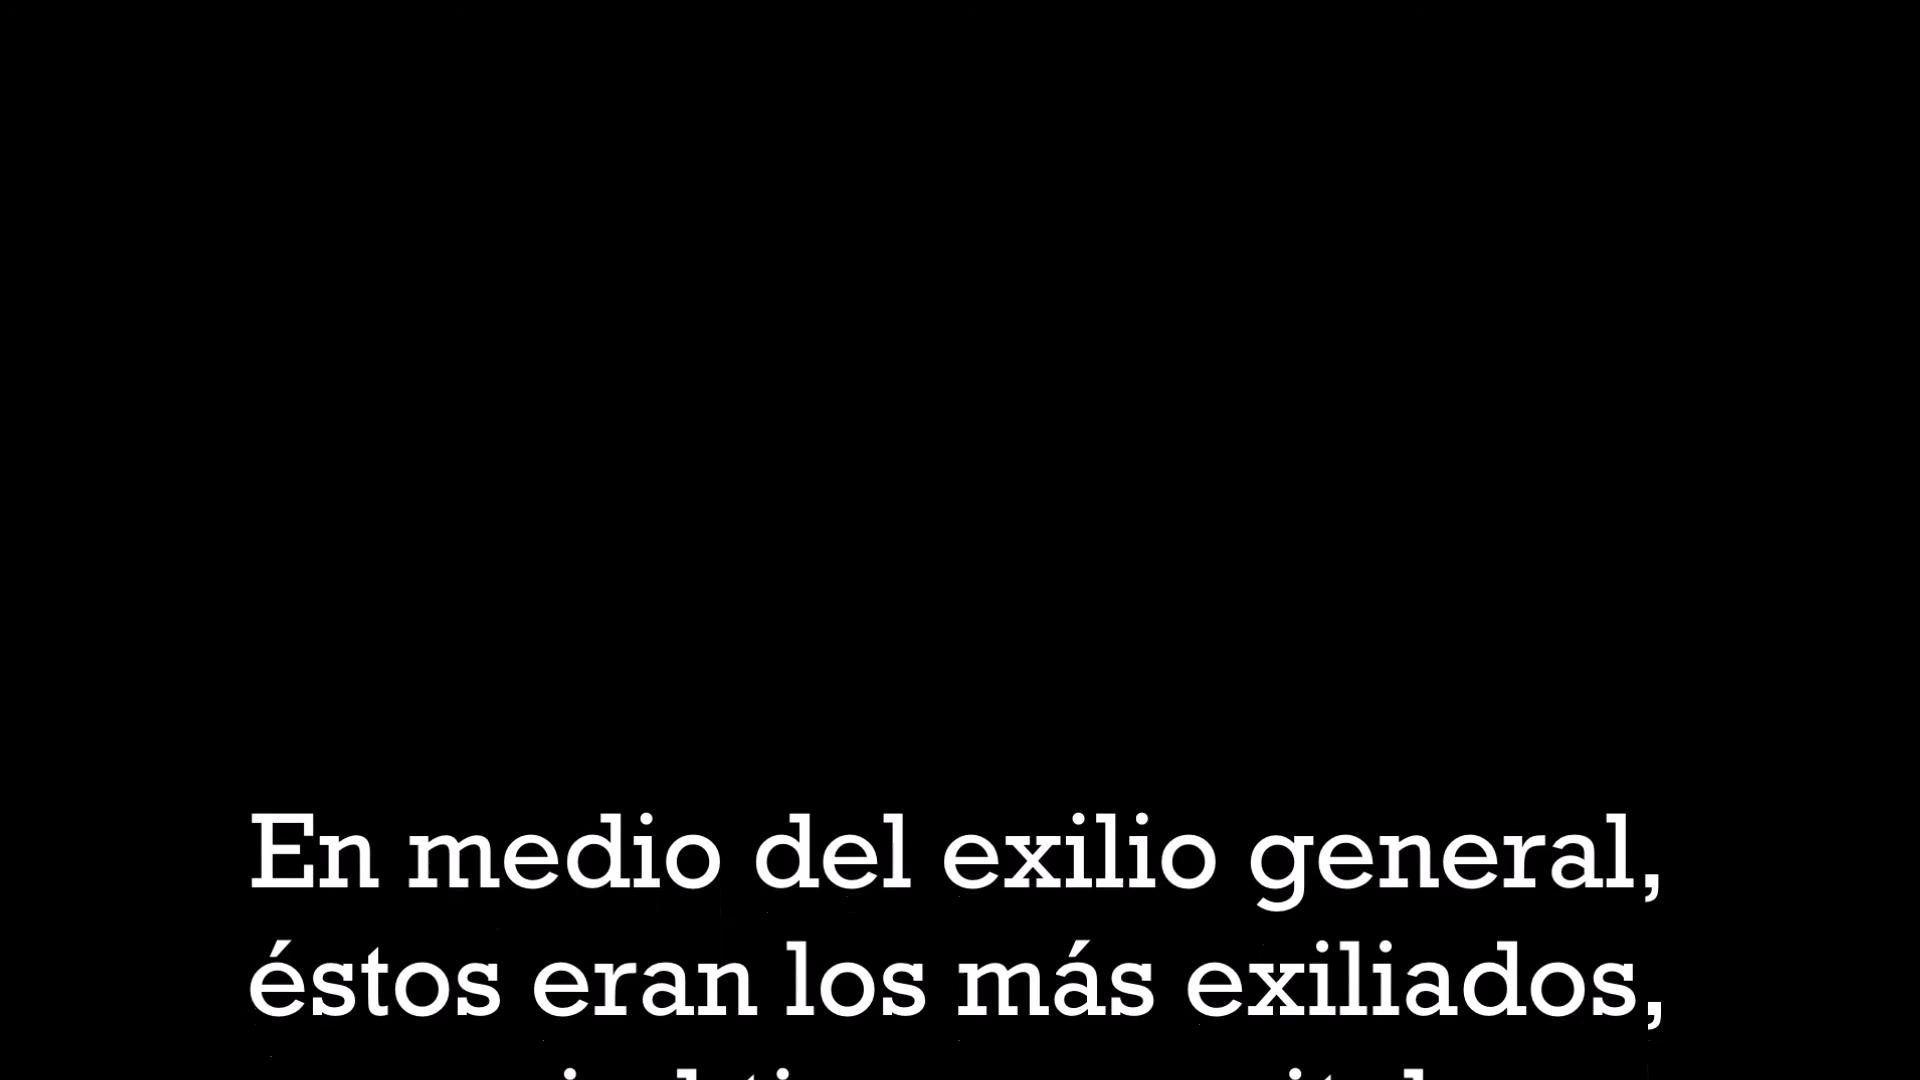 En medio del exilio general,
éstos eran los más exiliados,